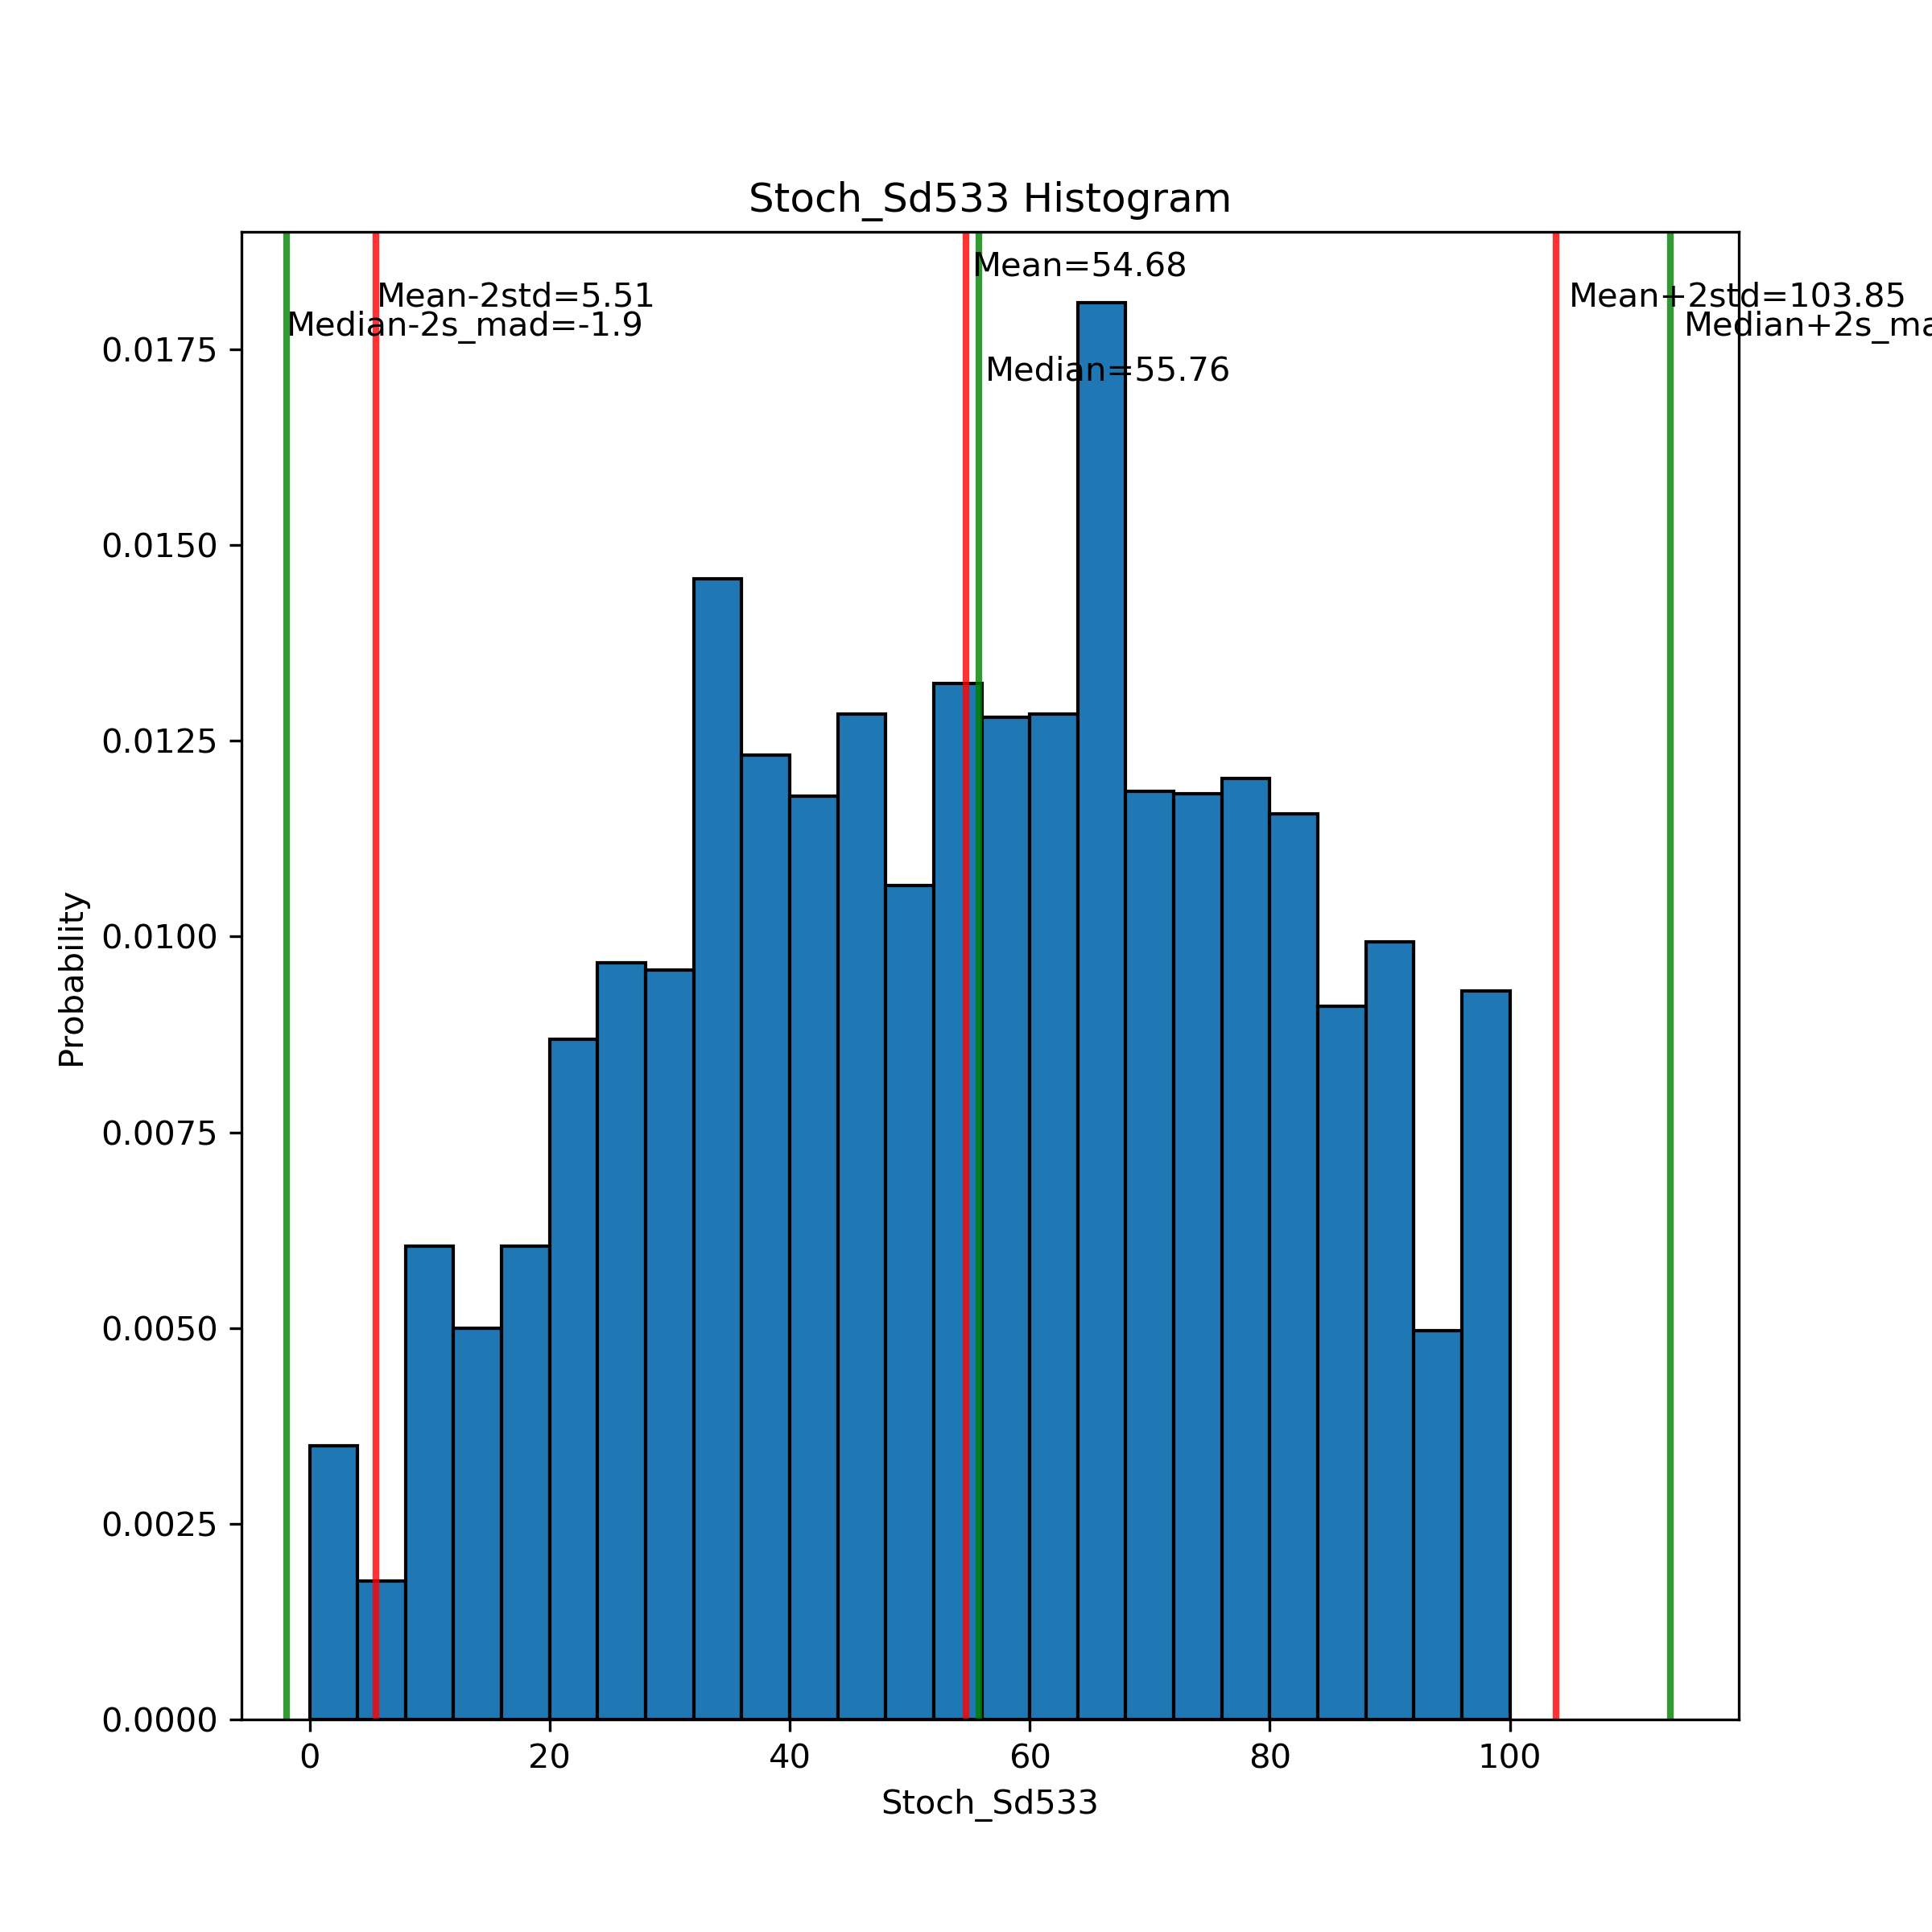 Stoch_Sd533 Histogram
Mean=54.68
Mean-2std=5.51
Mean+2std=103.85
Median-2s_mad=-1.9
Median=55.76
0.0175
0.0150
0.0125
0.0100
0.0075
0.0050
0.0025
0.0000
Probability
0 20 40 60 80 100
Stoch_Sd533